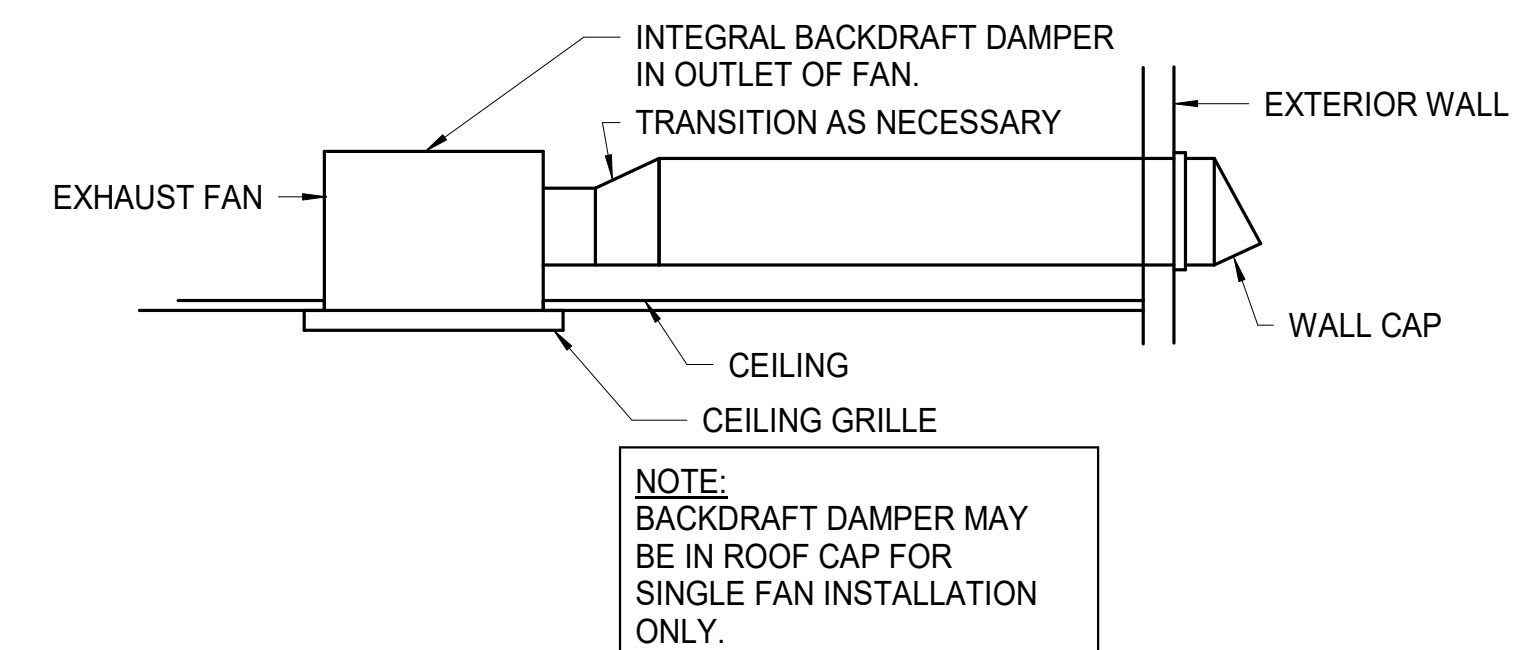 INTEGRAL BACKDRAFT DAMPER
IN OUTLET OF FAN.
TRANSITION AS NECESSARY
EXTERIOR WALL
EXHAUST FAN
WALL CAP
CEILING
CEILING GRILLE
NOTE:
BACKDRAFT DAMPER MAY
BE IN ROOF CAP FOR
SINGLE FAN INSTALLATION
ONLY.